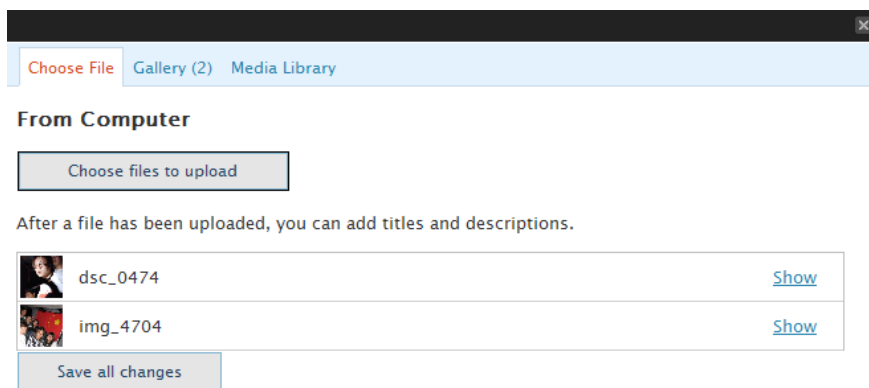 Choose File Gallery (2) Media Library
From Computer
Choose files to upload
After a file has been uploaded, you can add titles and descriptions.
dsc_0474 Show
img_4704 Show
Save all changes